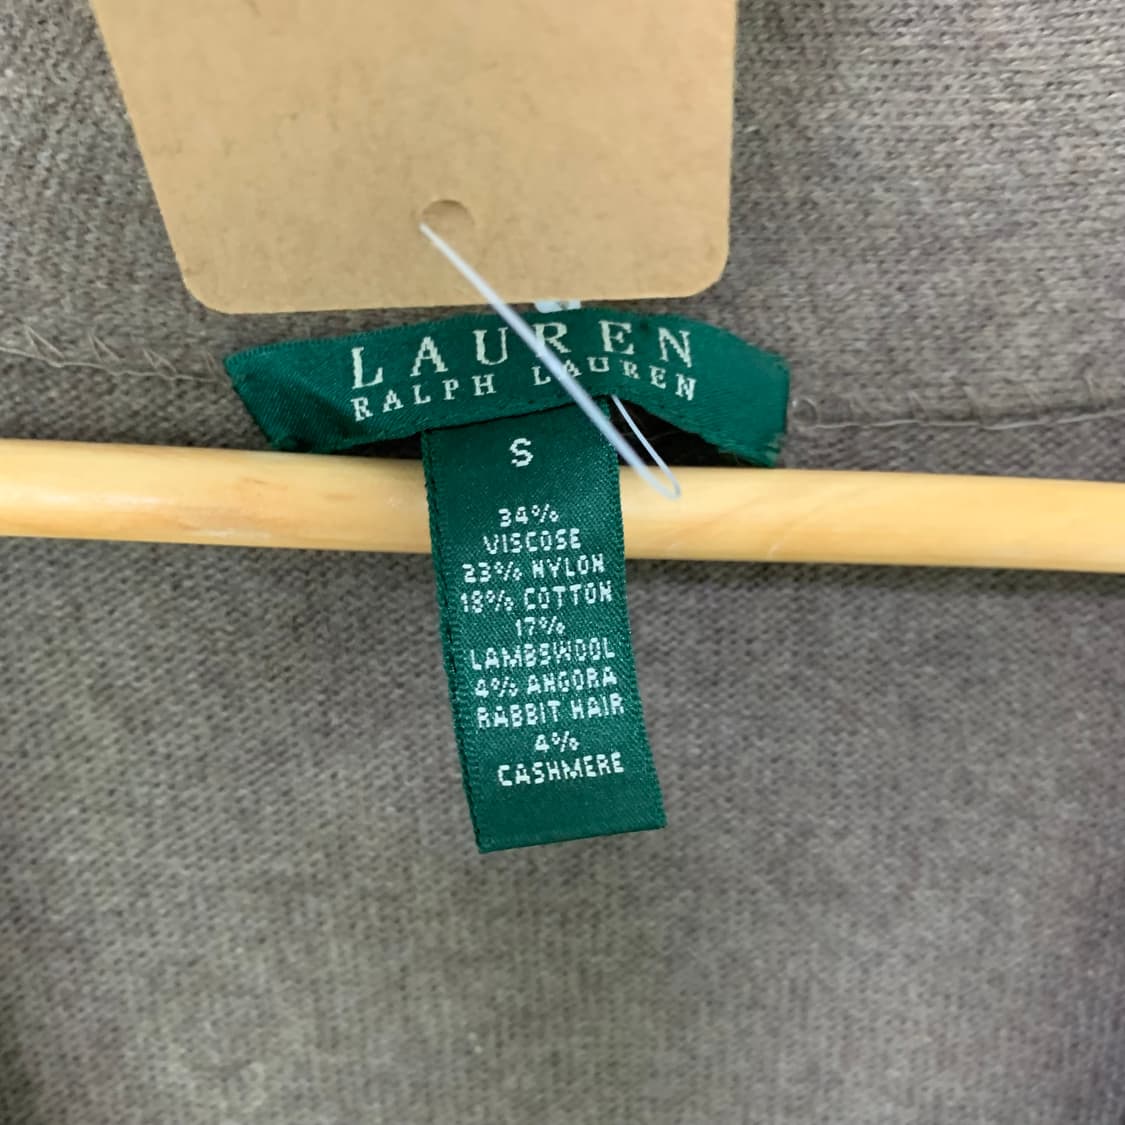 LAUREN
RALPH LAUREN
S
34%
VISCOSE
23% NYLON
18% COTTON
17%
LAMBSWOOL
4% ANGORA
RABBIT HAIR
4%
CASHMERE